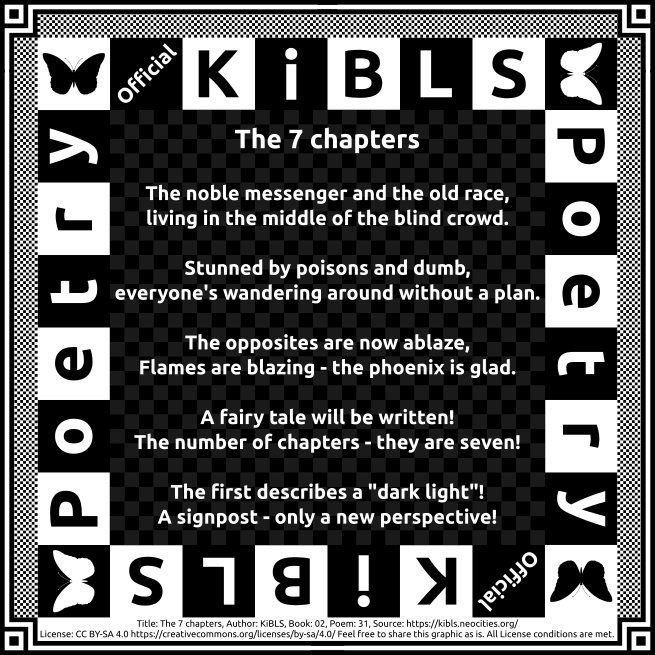 Official KiBLS
Poetry
Poetry
The 7 chapters
The noble messenger and the old race,
living in the middle of the blind crowd.
Stunned by poisons and dumb,
everyone's wandering around without a plan.
The opposites are now ablaze,
Flames are blazing - the phoenix is glad.
A fairy tale will be written!
The number of chapters - they are seven!
The first describes a "dark light"!
A signpost - only a new perspective!
Official KiBLS
Title: The 7 chapters, Author: KiBLS, Book: 02, Poem: 31, Source: https://kibls.neocities.org/
License: CC BY-SA 4.0 https://creativecommons.org/licenses/by-sa/4.0/ Feel free to share this graphic as is. All License conditions are met.